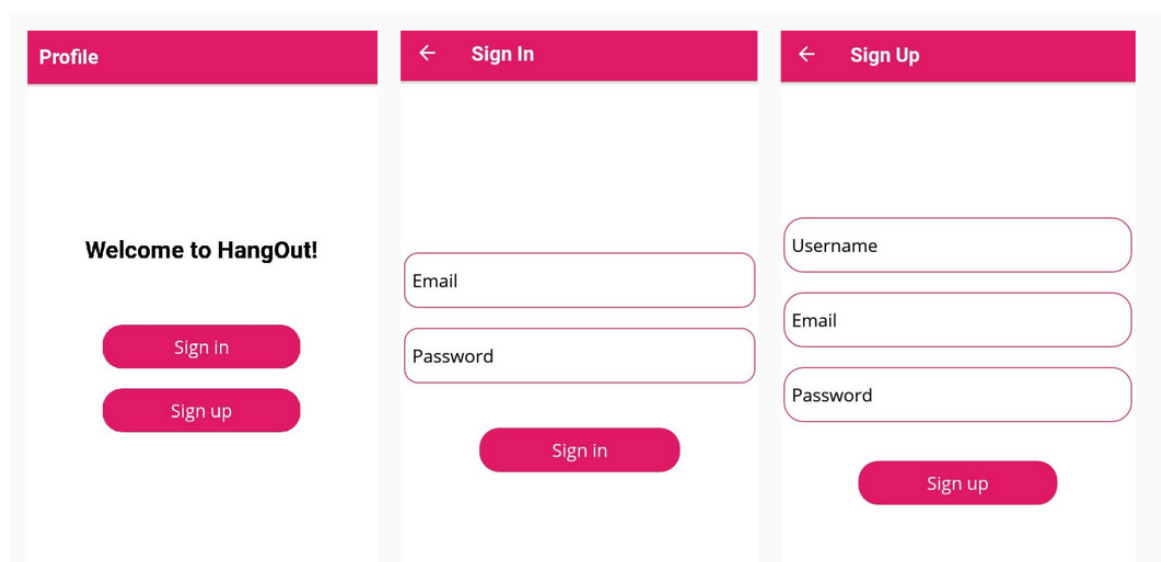 Profile
Welcome to HangOut!
Sign in
Sign up
Sign In
Email
Password
Sign in
Sign Up
Username
Email
Password
Sign up